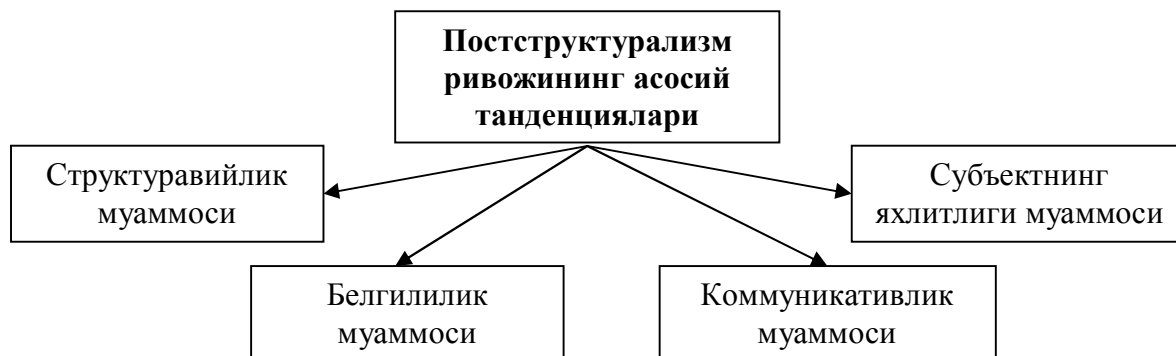 Постструктурализм
ривожининг асосий
танденциялари
Структуравийлик
муаммоси
Субъектнинг
яхлитлиги муаммоси
Белгилилик
муаммоси
Коммуникативлик
муаммоси